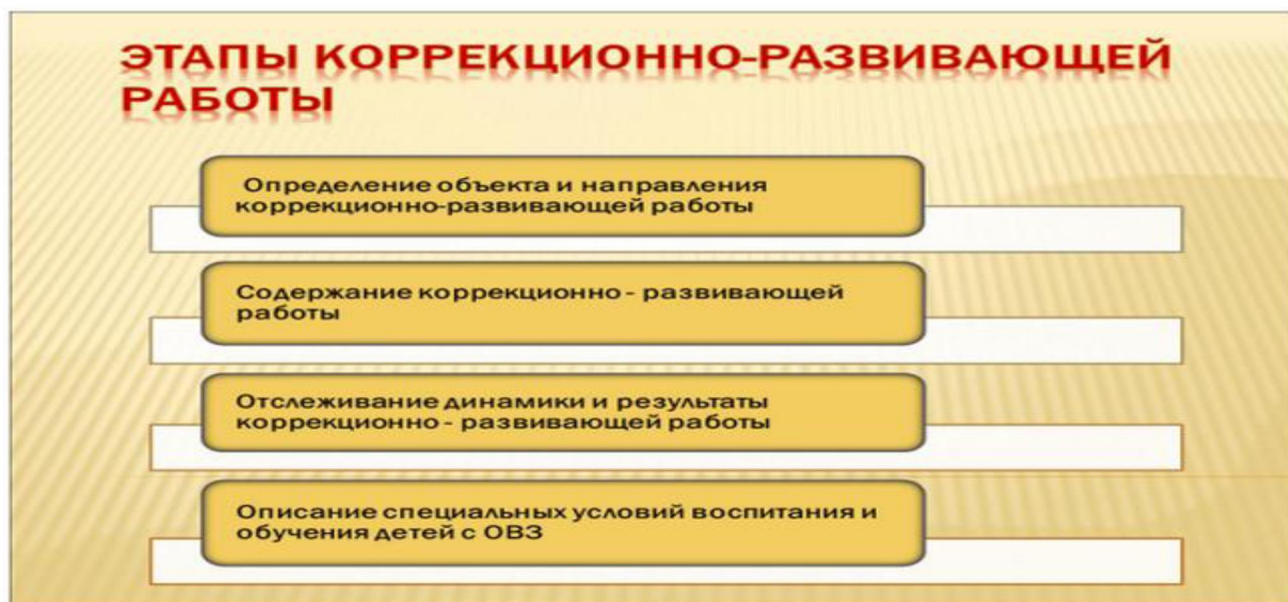 ЭТАПЫ КОРРЕКЦИОННО-РАЗВИВАЮЩЕЙ
РАБОТЫ
Определение объекта и направления
коррекционно-развивающей работы
Содержание коррекционно - развивающей
работы
Отслеживание динамики и результаты
коррекционно - развивающей работы
Описание специальных условий воспитания и
обучения детей с ОВЗ